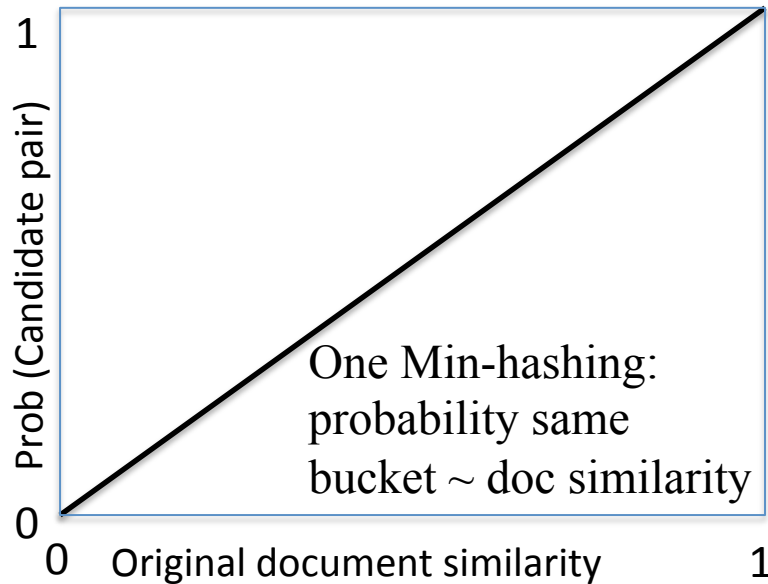 1
Prob (Candidate pair)
One Min-hashing:
probability same
bucket ~ doc similarity
0
0 Original document similarity 1